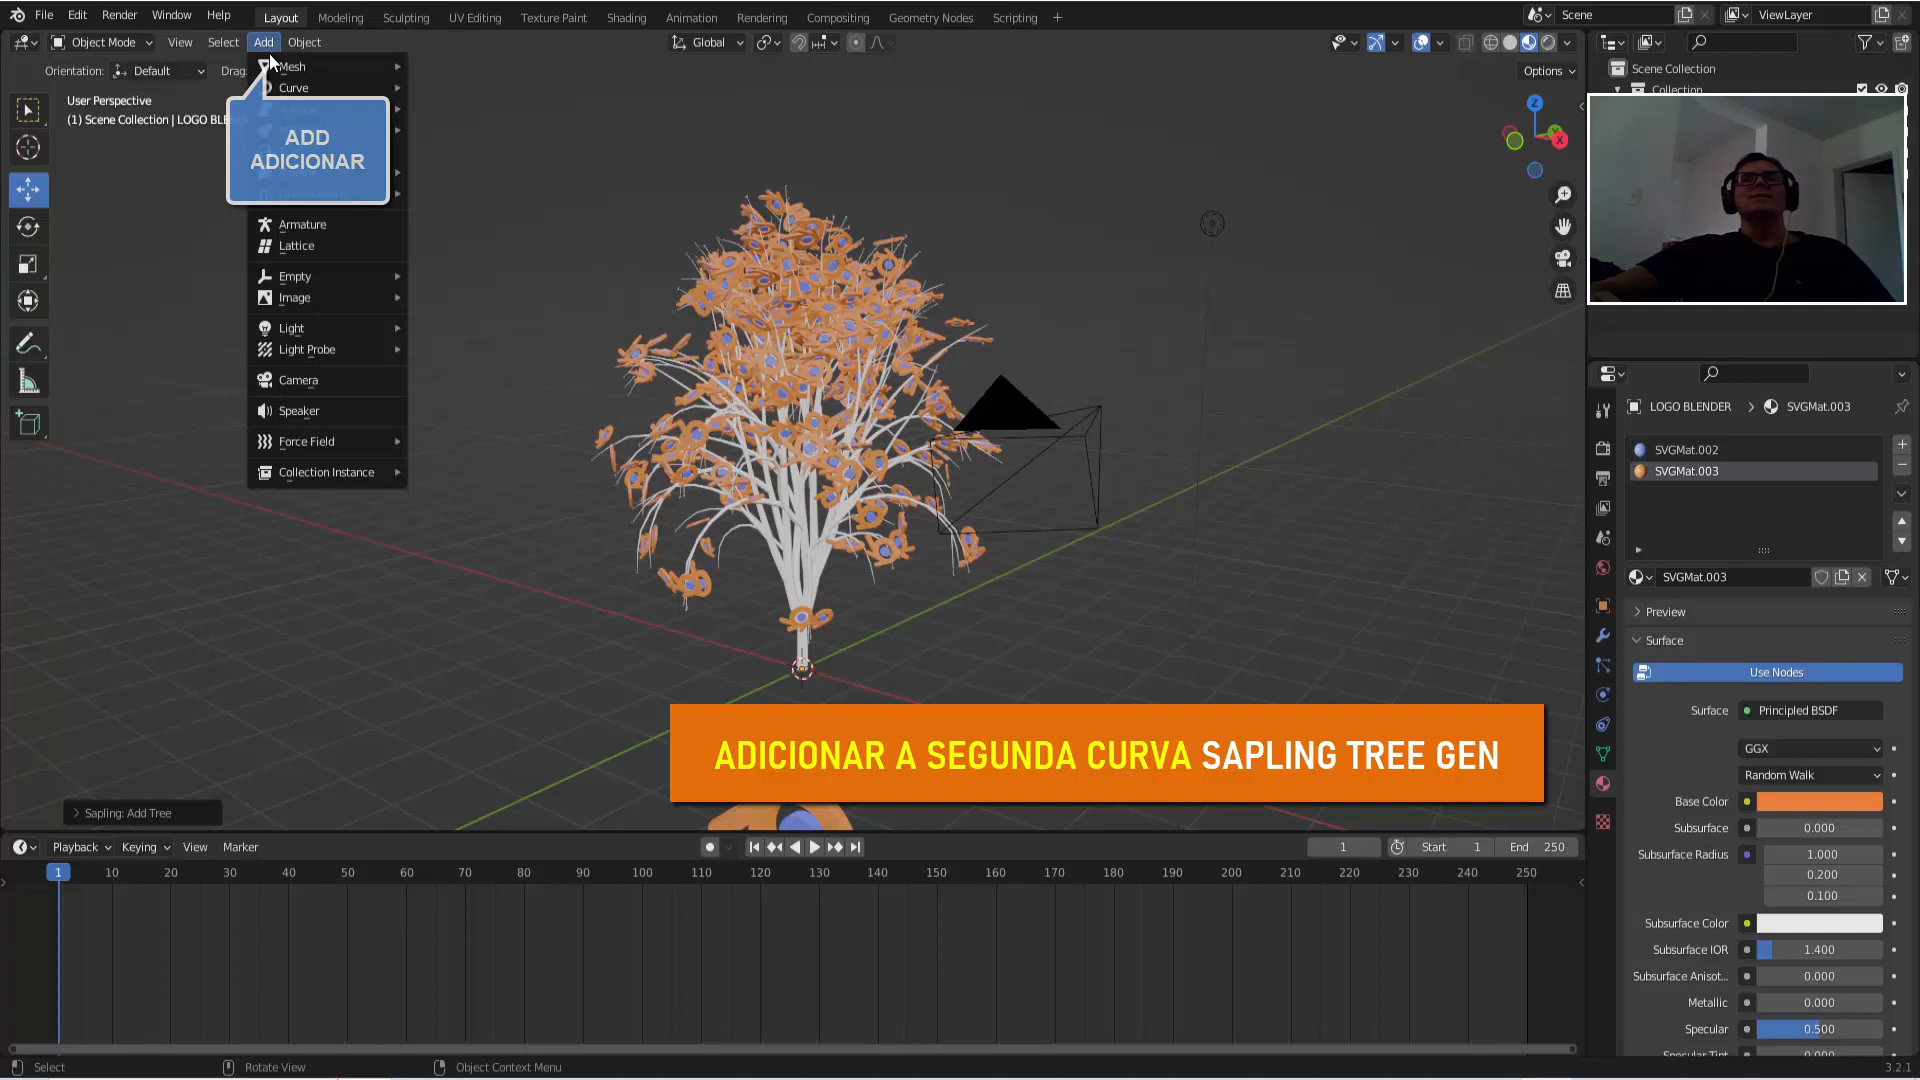 File Edit Render Window Help Layout Modeling Sculpting UV Editing Texture Paint Shading Animation Rendering Compositing Geometry Nodes Scripting + Scene ViewLayer
Object Mode View Select Add Object Global
Orientation: Default Drag: Options
Scene Collection
Collection
User Perspective
(1) Scene Collection | LOGO BLEN
Mesh
Curve
ADD
ADICIONAR
Armature
Lattice
Empty
Image
Light
Light Probe
Camera
Speaker
Force Field
Collection Instance
Z
X
ADICIONAR A SEGUNDA CURVA SAPLING TREE GEN
Sapling: Add Tree
LOGO BLENDER > SVGMat.003
SVGMat.002
SVGMat.003
SVGMat.003
Preview
Surface
Use Nodes
Surface Principled BSDF
GGX
Random Walk
Base Color
Subsurface 0.000
Subsurface Radius 1.000
0.200
0.100
Subsurface Color
Subsurface IOR 1.400
Subsurface Anisot... 0.000
Metallic 0.000
Specular 0.500
Specular Tint 0.000
Playback Keying View Marker 1 Start 1 End 250
1 10 20 30 40 50 60 70 80 90 100 110 120 130 140 150 160 170 180 190 200 210 220 230 240 250
Select Rotate View Object Context Menu 3.2.1